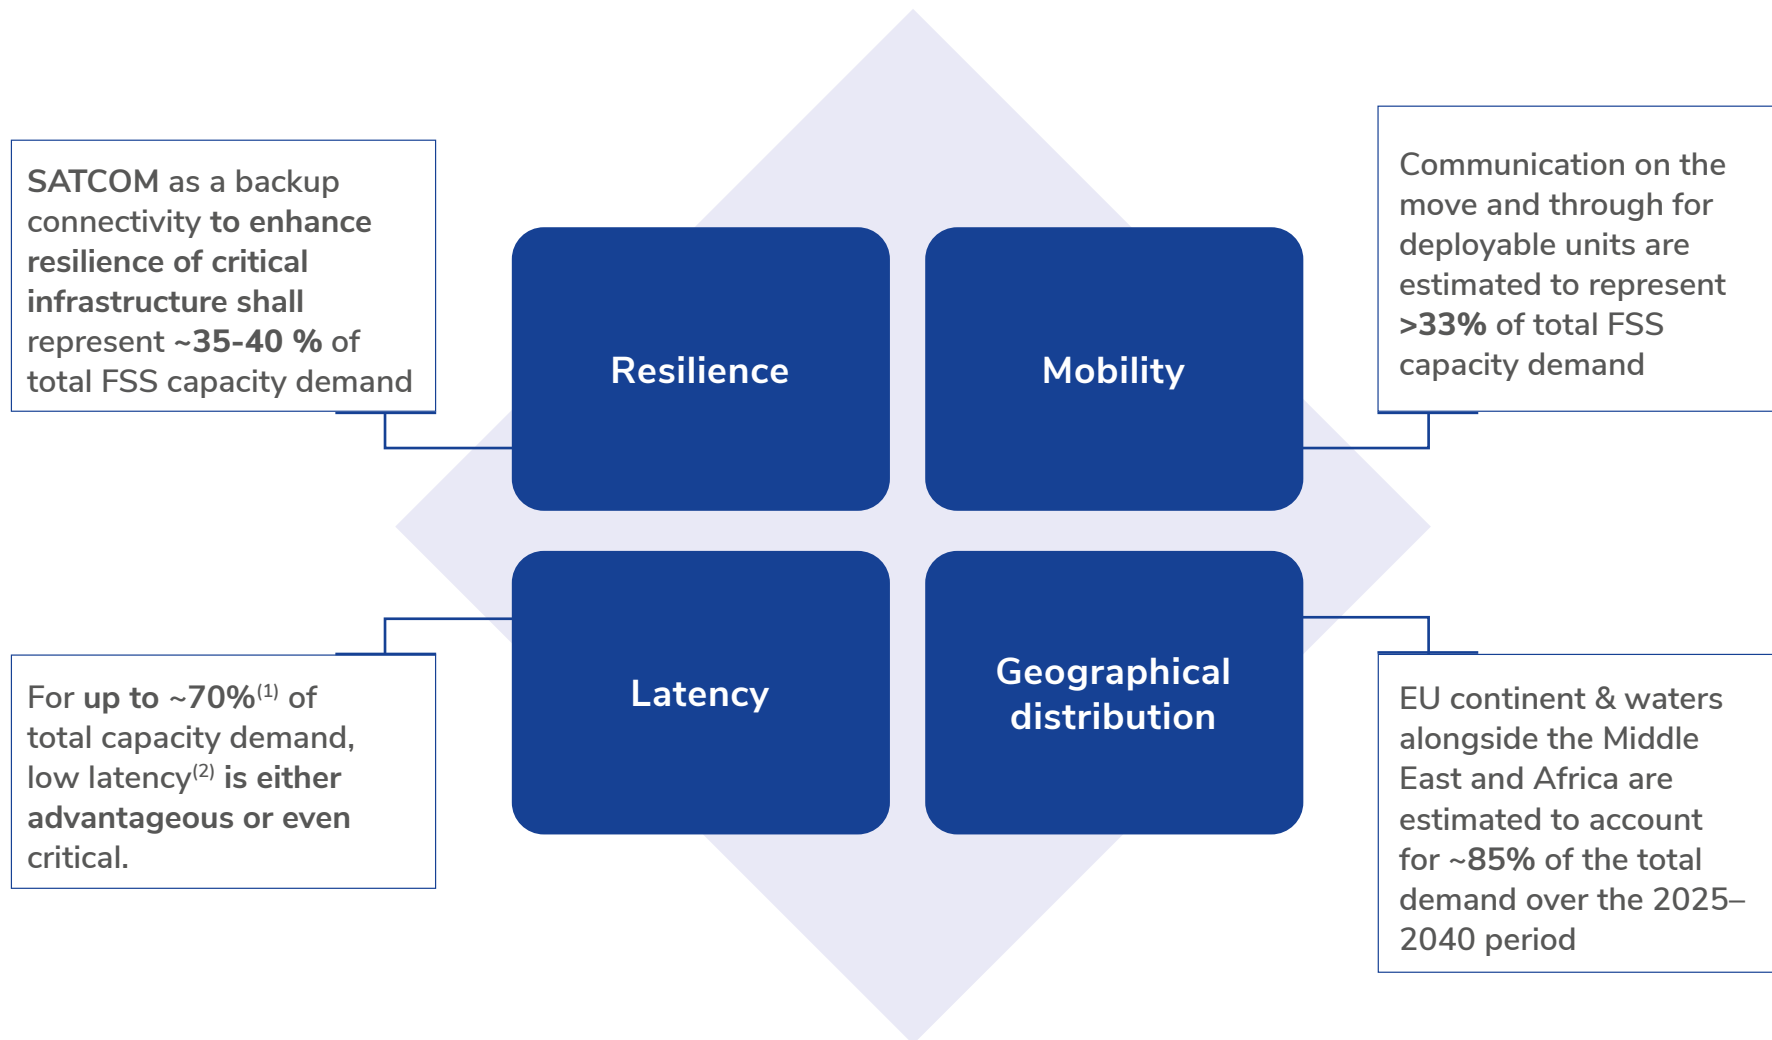 SATCOM as a backup
connectivity to enhance
resilience of critical
infrastructure shall
represent ~35-40 % of
total FSS capacity demand
Resilience
Mobility
Communication on the
move and through for
deployable units are
estimated to represent
>33% of total FSS
capacity demand
For up to ~70%(1) of
total capacity demand,
low latency(2) is either
advantageous or even
critical.
Latency
Geographical
distribution
EU continent & waters
alongside the Middle
East and Africa are
estimated to account
for ~85% of the total
demand over the 2025–
2040 period